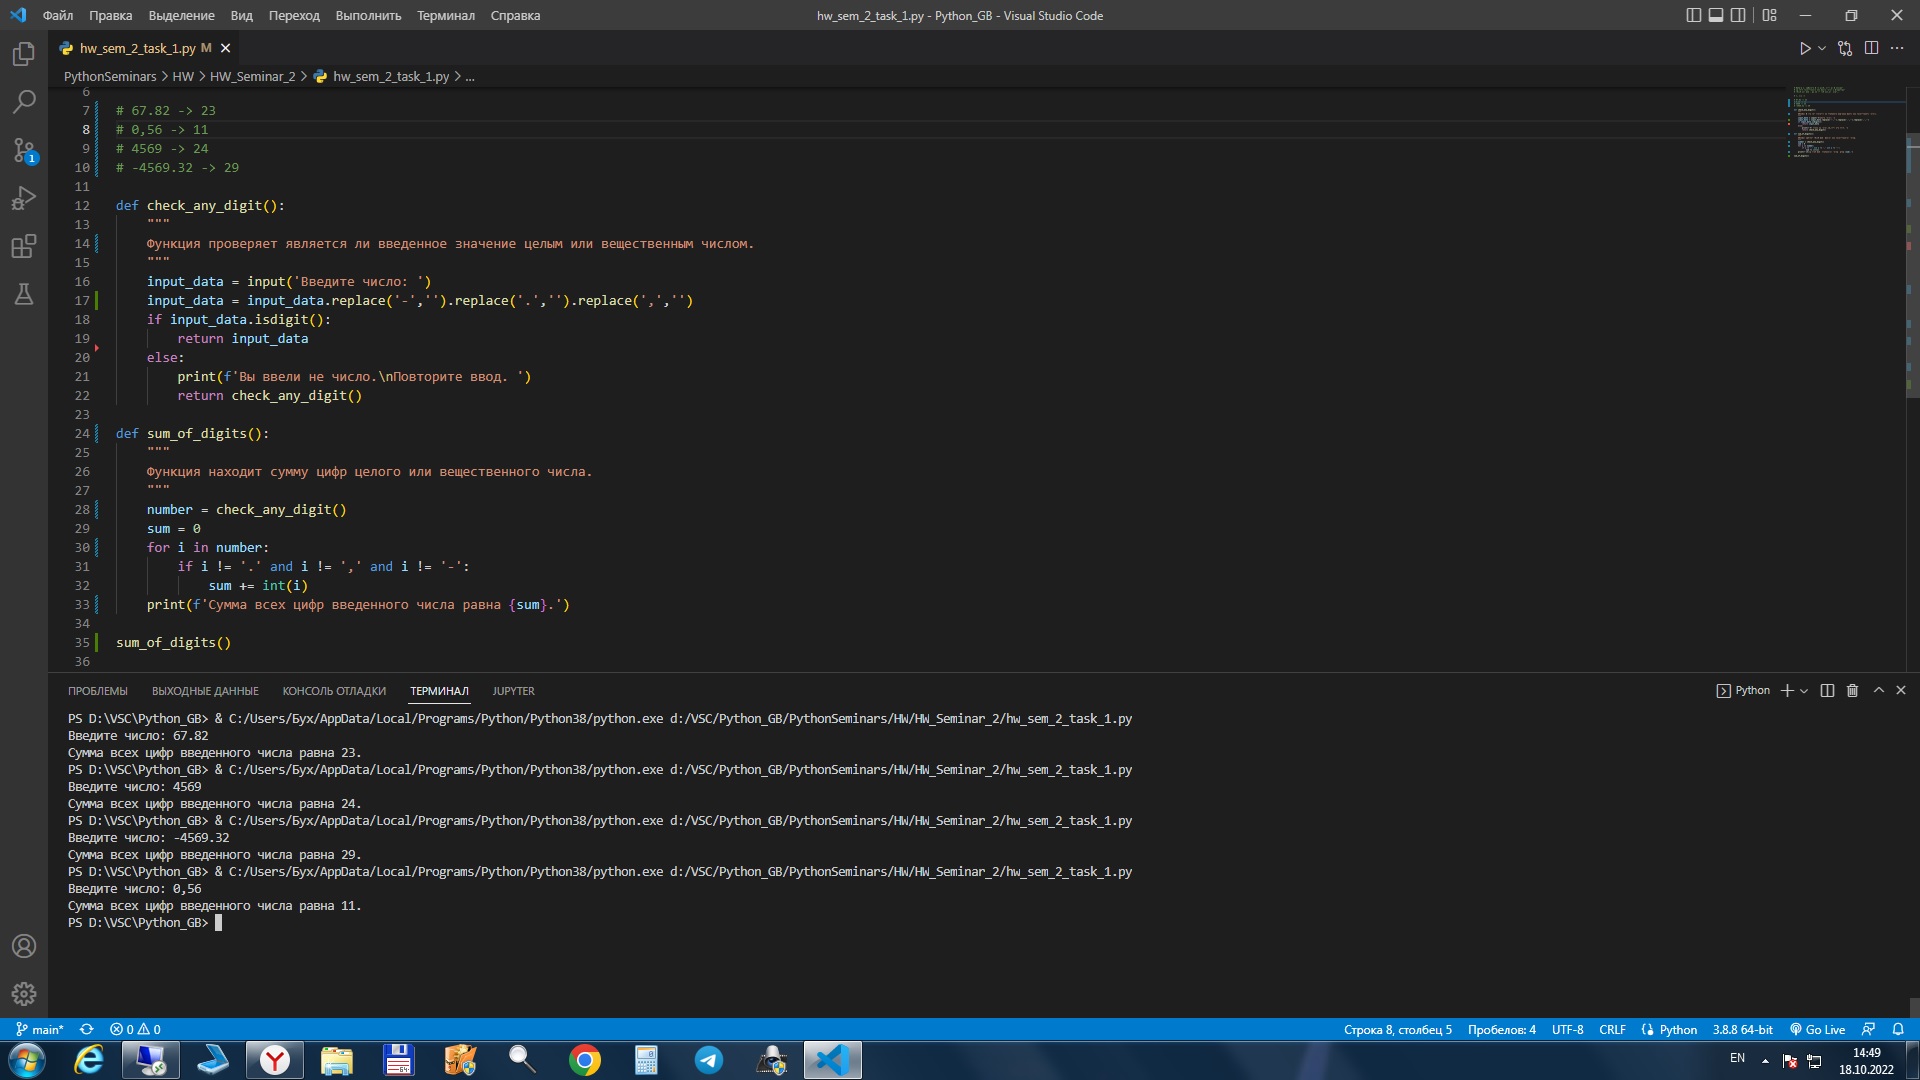 Файл Правка Выделение Вид Переход Выполнить Терминал Справка
hw_sem_2_task_1.py - Python_GB - Visual Studio Code
hw_sem_2_task_1.py M
PythonSeminars > HW > HW_Seminar_2 > hw_sem_2_task_1.py > ...
6
7 # 67.82 -> 23
8 # 0,56 -> 11
9 # 4569 -> 24
10 # -4569.32 -> 29
11
12 def check_any_digit():
13 """
14 Функция проверяет является ли введенное значение целым или вещественным числом.
15 """
16 input_data = input('Введите число: ')
17 input_data = input_data.replace('-','').replace('.','').replace(',','')
18 if input_data.isdigit():
19 return input_data
20 else:
21 print(f'Вы ввели не число.\nПовторите ввод. ')
22 return check_any_digit()
23
24 def sum_of_digits():
25 """
26 Функция находит сумму цифр целого или вещественного числа.
27 """
28 number = check_any_digit()
29 sum = 0
30 for i in number:
31 if i != '.' and i != ',' and i != '-':
32 sum += int(i)
33 print(f'Сумма всех цифр введенного числа равна {sum}.')
34
35 sum_of_digits()
36
1
ПРОБЛЕМЫ ВЫХОДНЫЕ ДАННЫЕ КОНСОЛЬ ОТЛАДКИ ТЕРМИНАЛ JUPYTER
Python
PS D:\VSC\Python_GB> & C:/Users/Бух/AppData/Local/Programs/Python/Python38/python.exe d:/VSC/Python_GB/PythonSeminars/HW/HW_Seminar_2/hw_sem_2_task_1.py
Введите число: 67.82
Сумма всех цифр введенного числа равна 23.
PS D:\VSC\Python_GB> & C:/Users/Бух/AppData/Local/Programs/Python/Python38/python.exe d:/VSC/Python_GB/PythonSeminars/HW/HW_Seminar_2/hw_sem_2_task_1.py
Введите число: 4569
Сумма всех цифр введенного числа равна 24.
PS D:\VSC\Python_GB> & C:/Users/Бух/AppData/Local/Programs/Python/Python38/python.exe d:/VSC/Python_GB/PythonSeminars/HW/HW_Seminar_2/hw_sem_2_task_1.py
Введите число: -4569.32
Сумма всех цифр введенного числа равна 29.
PS D:\VSC\Python_GB> & C:/Users/Бух/AppData/Local/Programs/Python/Python38/python.exe d:/VSC/Python_GB/PythonSeminars/HW/HW_Seminar_2/hw_sem_2_task_1.py
Введите число: 0,56
Сумма всех цифр введенного числа равна 11.
PS D:\VSC\Python_GB>
main* 0 0 Строка 8, столбец 5 Пробелов: 4 UTF-8 CRLF Python 3.8.8 64-bit Go Live
EN
14:49
18.10.2022